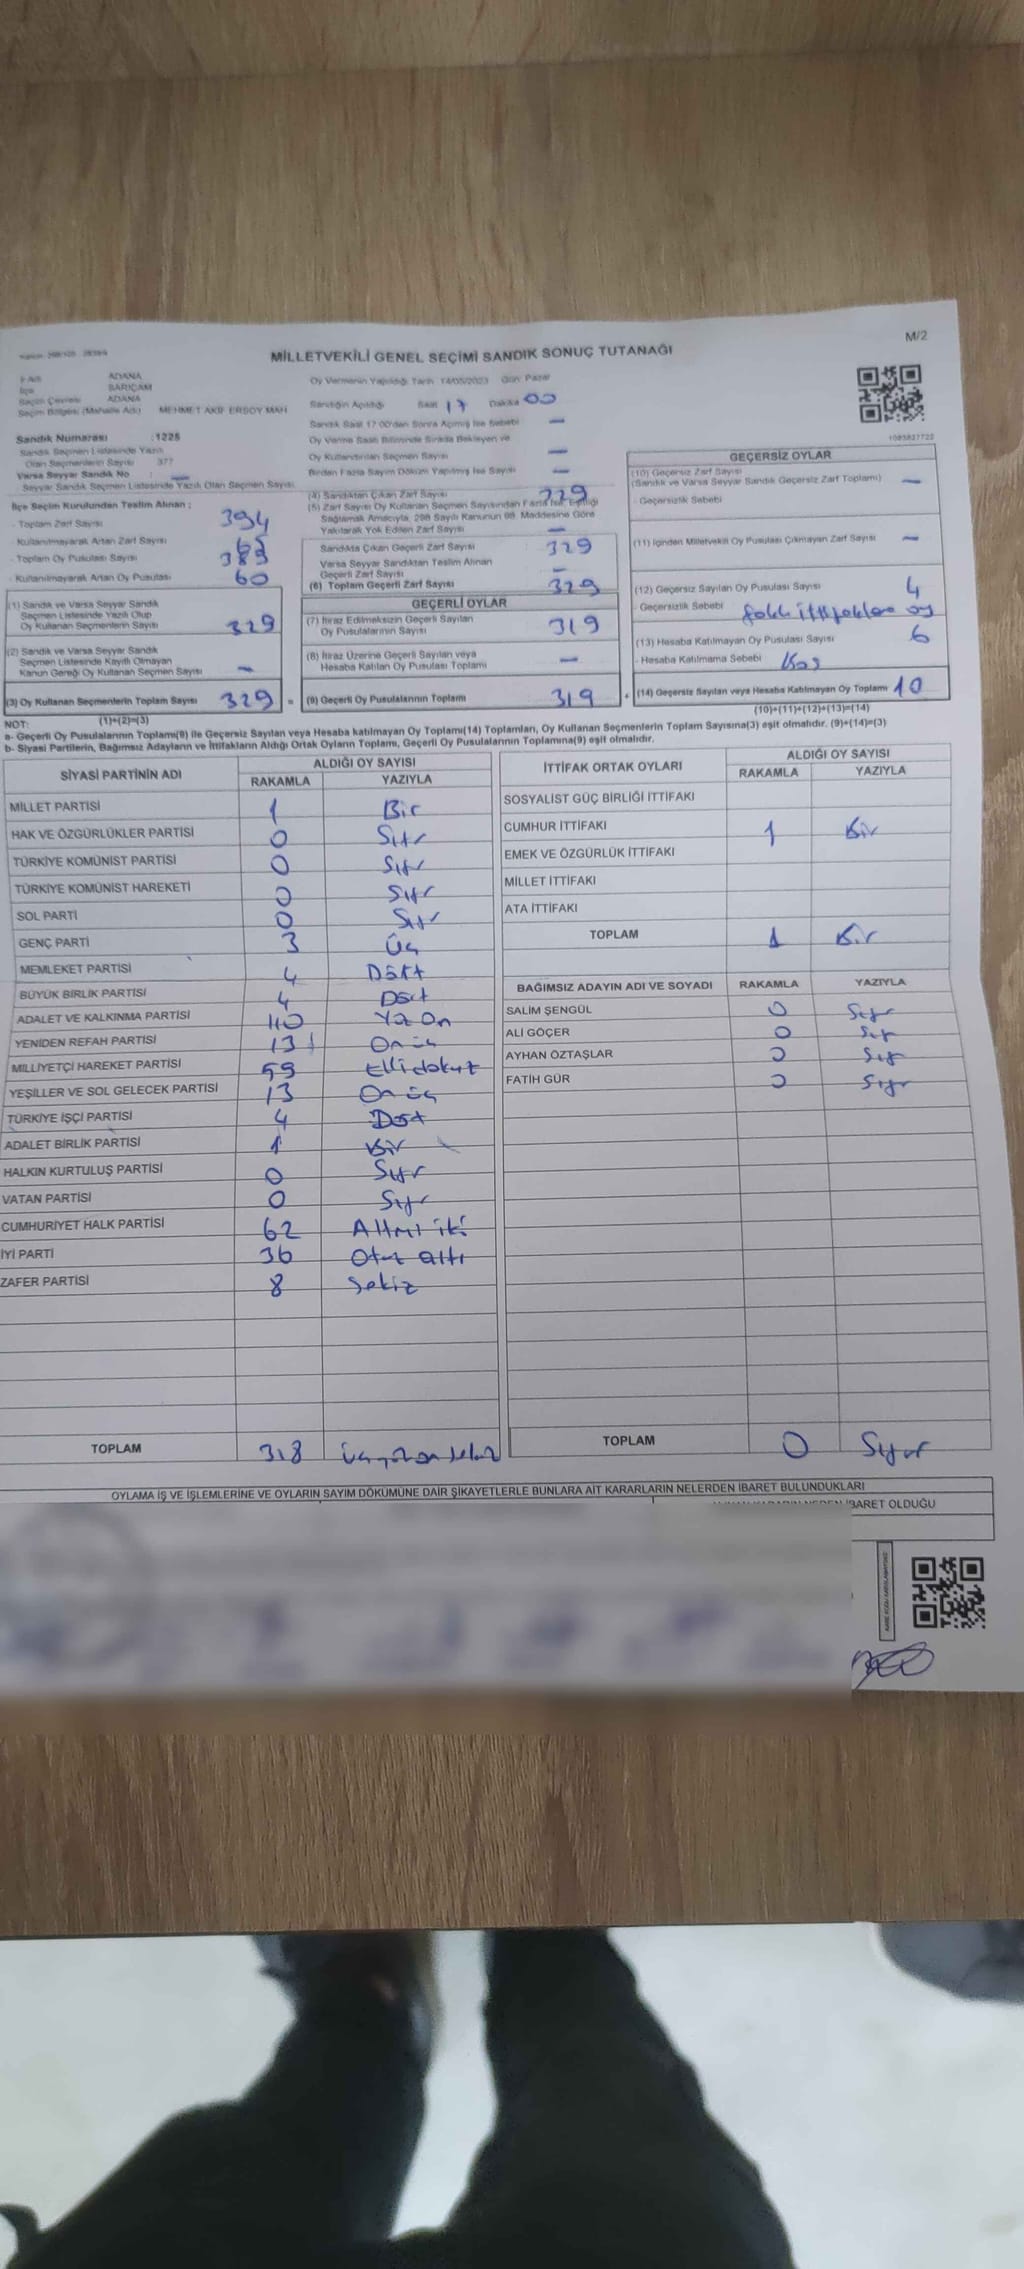 M/2
MİLLETVEKİLİ GENEL SEÇİMİ SANDIK SONUÇ TUTANAĞI
İl Adı ADANA
İlçe SARIÇAM
Seçim Çevresi ADANA
Seçim Bölgesi (Mahalle Adı) MEHMET AKİF ERSOY MAH
Sandık Numarası : 1225
Sandık Seçmen Listesinde Yazılı
Olan Seçmenlerin Sayısı 377
Varsa Seyyar Sandık No : —
Seyyar Sandık Seçmen Listesinde Yazılı Olan Seçmen Sayısı
İlçe Seçim Kurulundan Teslim Alınan ;
- Toplam Zarf Sayısı 394
- Kullanılmayarak Artan Zarf Sayısı
- Toplam Oy Pusulası Sayısı 389
- Kullanılmayarak Artan Oy Pusulası 60
(1) Sandık ve Varsa Seyyar Sandık
Seçmen Listesinde Yazılı Olup
Oy Kullanan Seçmenlerin Sayısı 329
(2) Sandık ve Varsa Seyyar Sandık
Seçmen Listesinde Kayıtlı Olmayan
Kanun Gereği Oy Kullanan Seçmen Sayısı —
(3) Oy Kullanan Seçmenlerin Toplam Sayısı 329 =
(1)+(2)=(3)
Oy Vermenin Yapıldığı Tarih 14/05/2023 Gün: Pazar
Sandığın Açıldığı Saat 17 Dakika 00
Sandık Saat 17:00'den Sonra Açılmış İse Sebebi —
Oy Verme Saati Bitiminde Sırada Bekleyen ve
Oy Kullandırılan Seçmen Sayısı —
Birden Fazla Sayım Döküm Yapılmış İse Sayısı —
(4) Sandıktan Çıkan Zarf Sayısı 329
(5) Zarf Sayısı Oy Kullanan Seçmen Sayısından Fazla İse, Eşitliği
Sağlamak Amacıyla, 298 Sayılı Kanunun 98. Maddesine Göre
Yakılarak Yok Edilen Zarf Sayısı —
Sandıkta Çıkan Geçerli Zarf Sayısı 329
Varsa Seyyar Sandıktan Teslim Alınan
Geçerli Zarf Sayısı —
(6) Toplam Geçerli Zarf Sayısı 329
GEÇERLİ OYLAR
(7) İtiraz Edilmeksizin Geçerli Sayılan
Oy Pusulalarının Sayısı 319
(8) İtiraz Üzerine Geçerli Sayılan veya
Hesaba Katılan Oy Pusulası Toplamı —
(9) Geçerli Oy Pusulalarının Toplamı 319 +
1093827722
GEÇERSİZ OYLAR
(10) Geçersiz Zarf Sayısı
(Sandık ve Varsa Seyyar Sandık Geçersiz Zarf Toplamı) —
- Geçersizlik Sebebi
(11) İçinden Milletvekili Oy Pusulası Çıkmayan Zarf Sayısı —
(12) Geçersiz Sayılan Oy Pusulası Sayısı 4
- Geçersizlik Sebebi oy
(13) Hesaba Katılmayan Oy Pusulası Sayısı 6
- Hesaba Katılmama Sebebi
(14) Geçersiz Sayılan veya Hesaba Katılmayan Oy Toplamı 10
(10)+(11)+(12)+(13)=(14)
NOT:
a- Geçerli Oy Pusulalarının Toplamı(9) ile Geçersiz Sayılan veya Hesaba katılmayan Oy Toplamı(14) Toplamları, Oy Kullanan Seçmenlerin Toplam Sayısına(3) eşit olmalıdır. (9)+(14)=(3)
b- Siyasi Partilerin, Bağımsız Adayların ve İttifakların Aldığı Ortak Oyların Toplamı, Geçerli Oy Pusulalarının Toplamına(9) eşit olmalıdır.
SİYASİ PARTİNİN ADI ALDIĞI OY SAYISI
RAKAMLA YAZIYLA
MİLLET PARTİSİ 1 Bir
HAK VE ÖZGÜRLÜKLER PARTİSİ 0 Sıfır
TÜRKİYE KOMÜNİST PARTİSİ 0 Sıfır
TÜRKİYE KOMÜNİST HAREKETİ 0 Sıfır
SOL PARTİ 0 Sıfır
GENÇ PARTİ 3 Üç
MEMLEKET PARTİSİ 4 Dört
BÜYÜK BİRLİK PARTİSİ 4 Dört
ADALET VE KALKINMA PARTİSİ 110 Yüz On
YENİDEN REFAH PARTİSİ 13 On üç
MİLLİYETÇİ HAREKET PARTİSİ 59 Elli dokuz
YEŞİLLER VE SOL GELECEK PARTİSİ 13 On üç
TÜRKİYE İŞÇİ PARTİSİ 4 Dört
ADALET BİRLİK PARTİSİ 1 Bir
HALKIN KURTULUŞ PARTİSİ 0 Sıfır
VATAN PARTİSİ 0 Sıfır
CUMHURİYET HALK PARTİSİ 62 Altmış iki
İYİ PARTİ 36 Otuz altı
ZAFER PARTİSİ 8 Sekiz
TOPLAM 318 Üçyüz on sekiz
İTTİFAK ORTAK OYLARI ALDIĞI OY SAYISI
RAKAMLA YAZIYLA
SOSYALİST GÜÇ BİRLİĞİ İTTİFAKI
CUMHUR İTTİFAKI 1 Bir
EMEK VE ÖZGÜRLÜK İTTİFAKI
MİLLET İTTİFAKI
ATA İTTİFAKI
TOPLAM 1 Bir
BAĞIMSIZ ADAYIN ADI VE SOYADI RAKAMLA YAZIYLA
SALİM ŞENGÜL 0 Sıfır
ALİ GÖÇER 0 Sıfır
AYHAN ÖZTAŞLAR 0 Sıfır
FATİH GÜR 0 Sıfır
TOPLAM 0 Sıfır
OYLAMA İŞ VE İŞLEMLERİNE VE OYLARIN SAYIM DÖKÜMÜNE DAİR ŞİKAYETLERLE BUNLARA AİT KARARLARIN NELERDEN İBARET BULUNDUKLARI
İBARET OLDUĞU